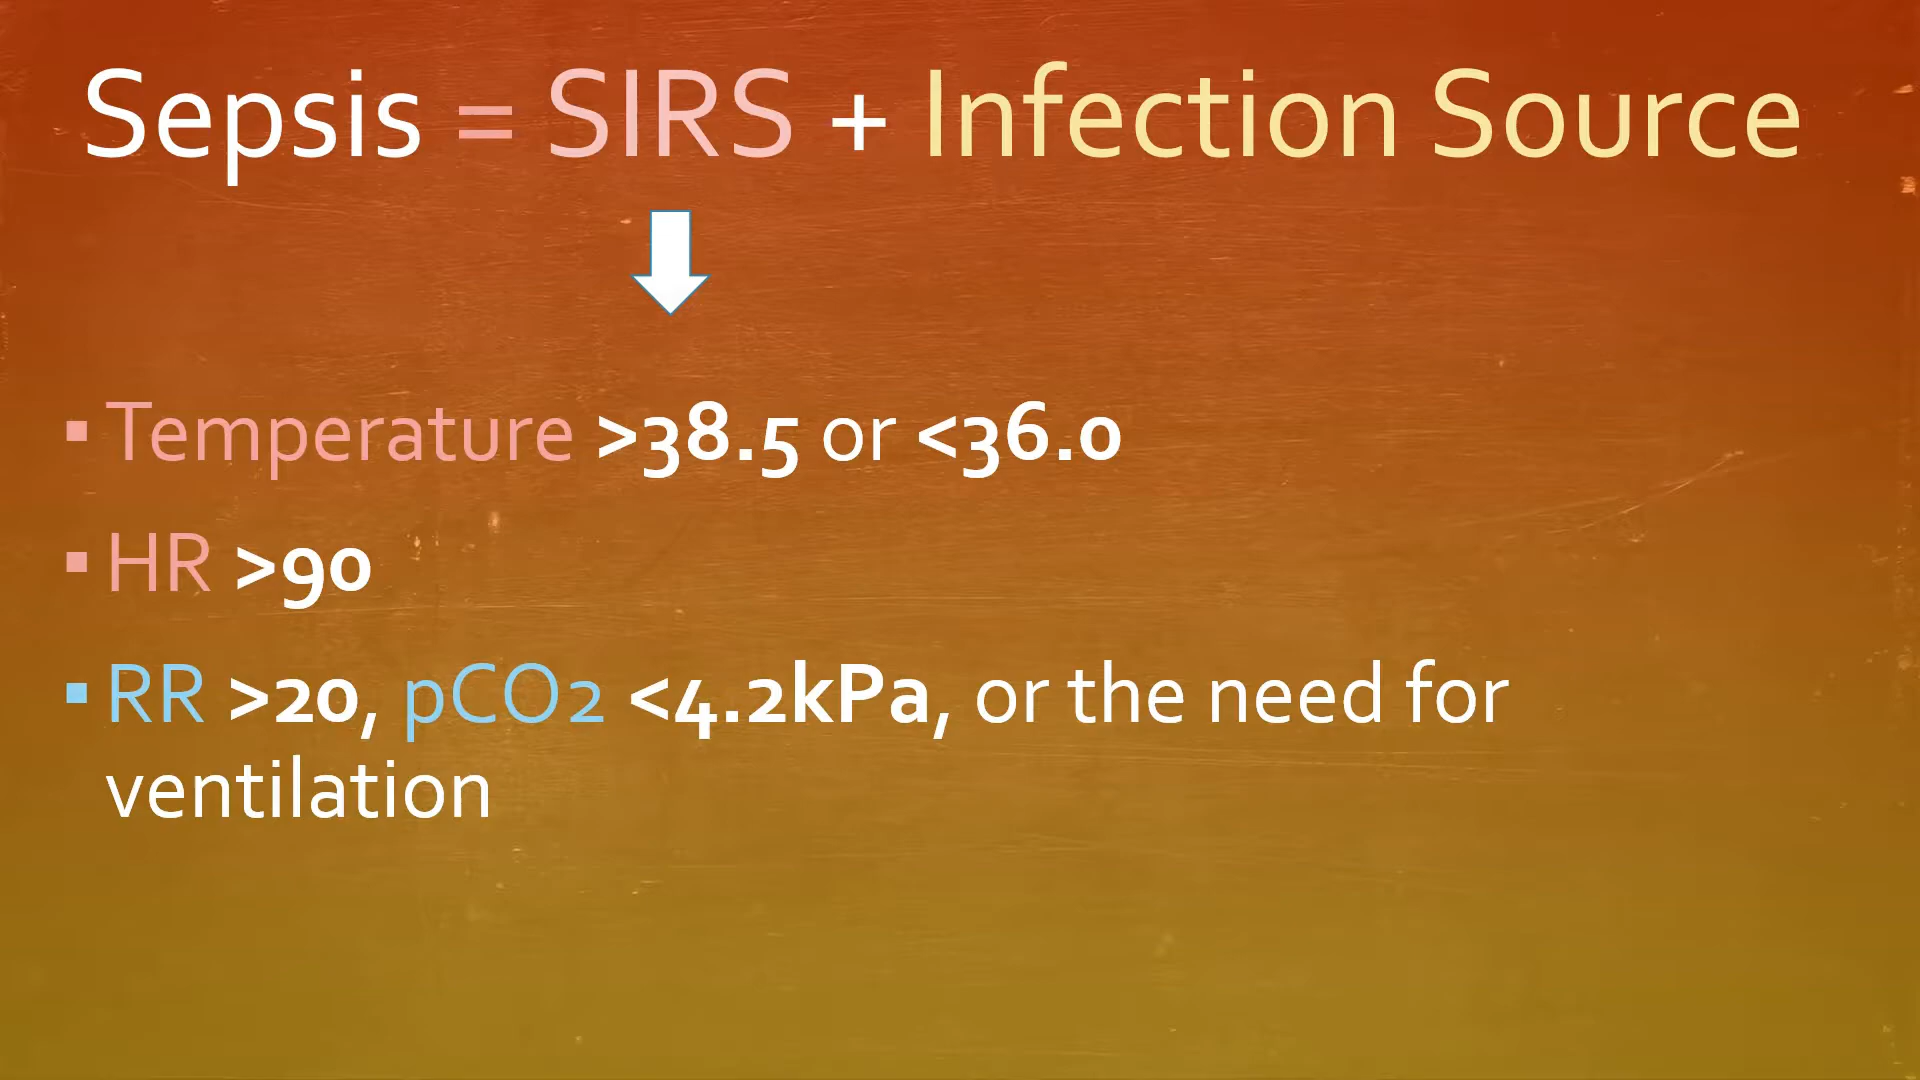 Sepsis = SIRS + Infection Source
▪ Temperature >38.5 or <36.0
▪ HR >90
▪ RR >20, pCO2 <4.2kPa, or the need for
ventilation